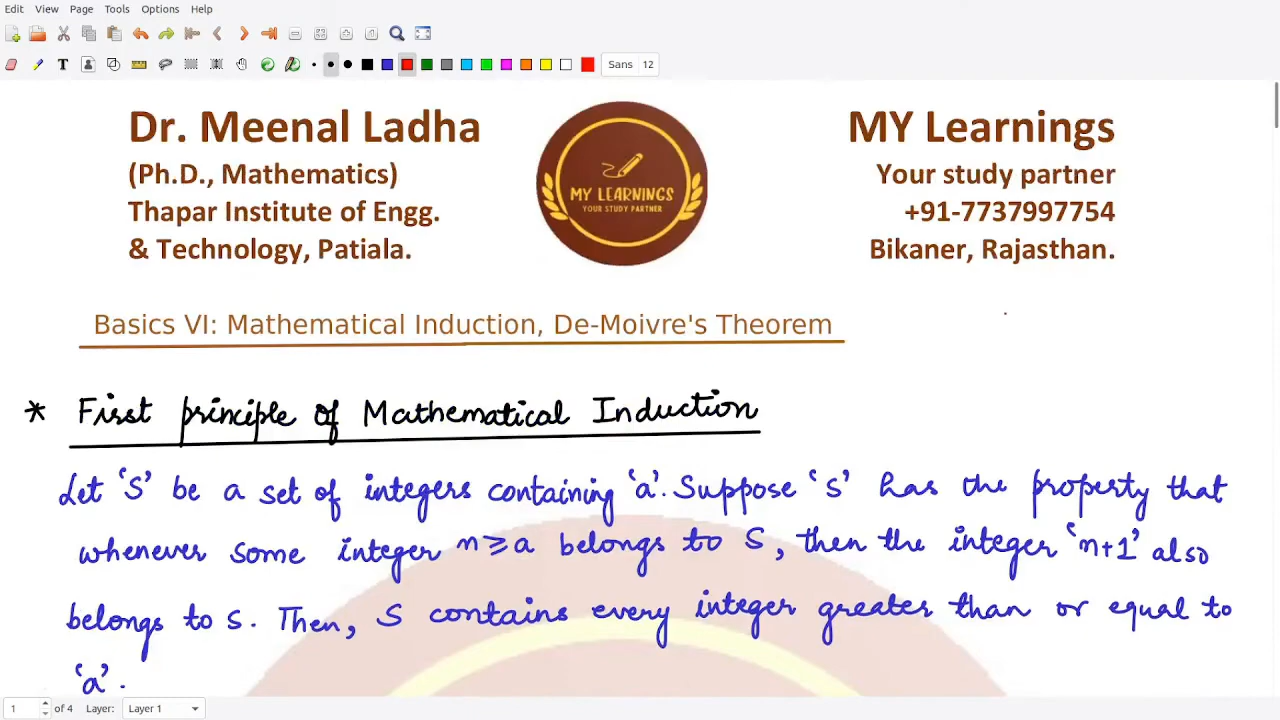 Edit View Page Tools Options Help
Sans 12
Dr. Meenal Ladha
(Ph.D., Mathematics)
Thapar Institute of Engg.
& Technology, Patiala.
MY LEARNINGS
YOUR STUDY PARTNER
MY Learnings
Your study partner
+91-7737997754
Bikaner, Rajasthan.
Basics VI: Mathematical Induction, De-Moivre's Theorem
* First principle of Mathematical Induction
Let 'S' be a set of integers containing 'a'. Suppose 'S' has the property that
whenever some integer n ≥ a belongs to S, then the integer 'n+1' also
belongs to S. Then, S contains every integer greater than or equal to
'a'.
1 of 4 Layer: Layer 1